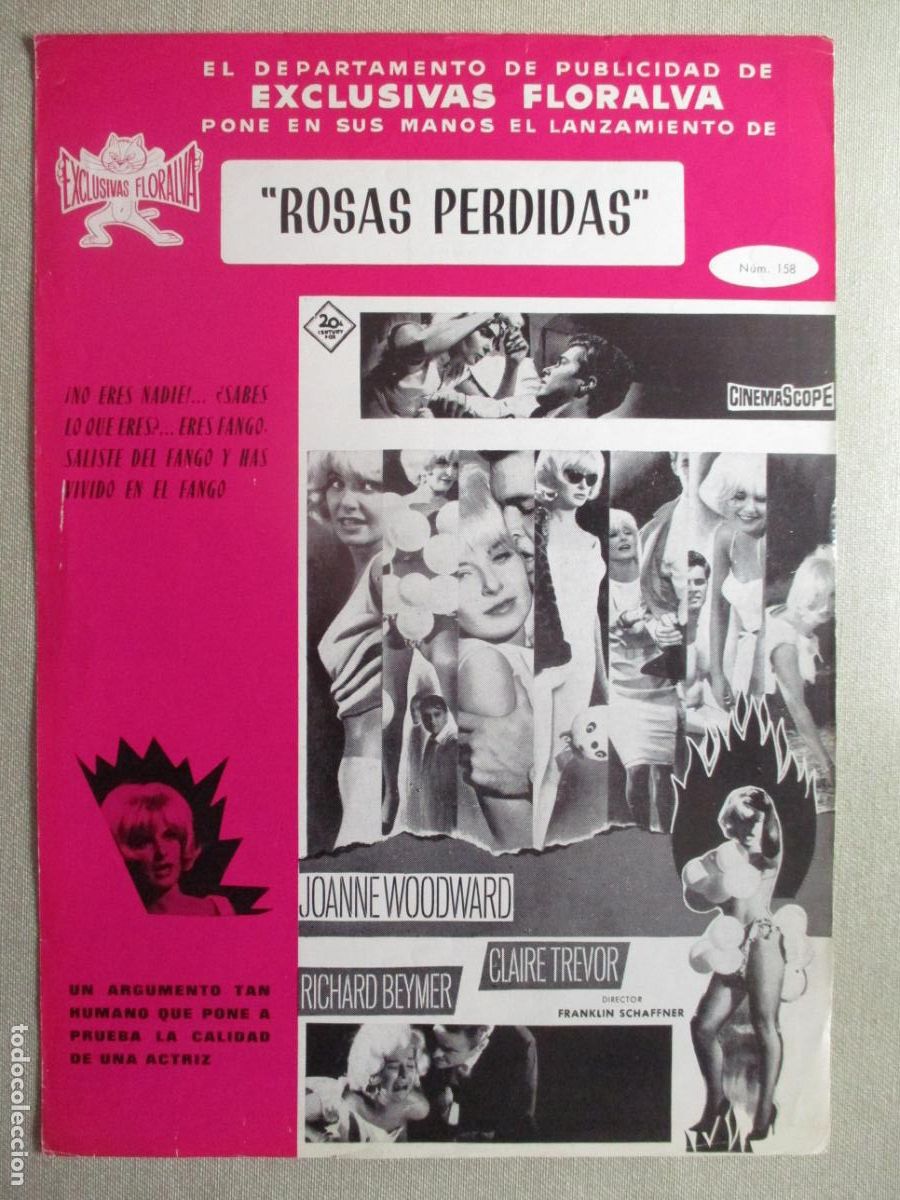 EL DEPARTAMENTO DE PUBLICIDAD DE
EXCLUSIVAS FLORALVA
PONE EN SUS MANOS EL LANZAMIENTO DE
EXCLUSIVAS FLORALVA
"ROSAS PERDIDAS"
Núm. 158
20th
CENTURY
FOX
CINEMASCOPE
¡NO ERES NADIE!... ¿SABES
LO QUE ERES?... ERES FANGO.
SALISTE DEL FANGO Y HAS
VIVIDO EN EL FANGO
JOANNE WOODWARD
RICHARD BEYMER
CLAIRE TREVOR
DIRECTOR
FRANKLIN SCHAFFNER
UN ARGUMENTO TAN
HUMANO QUE PONE A
PRUEBA LA CALIDAD
DE UNA ACTRIZ
todocoleccion